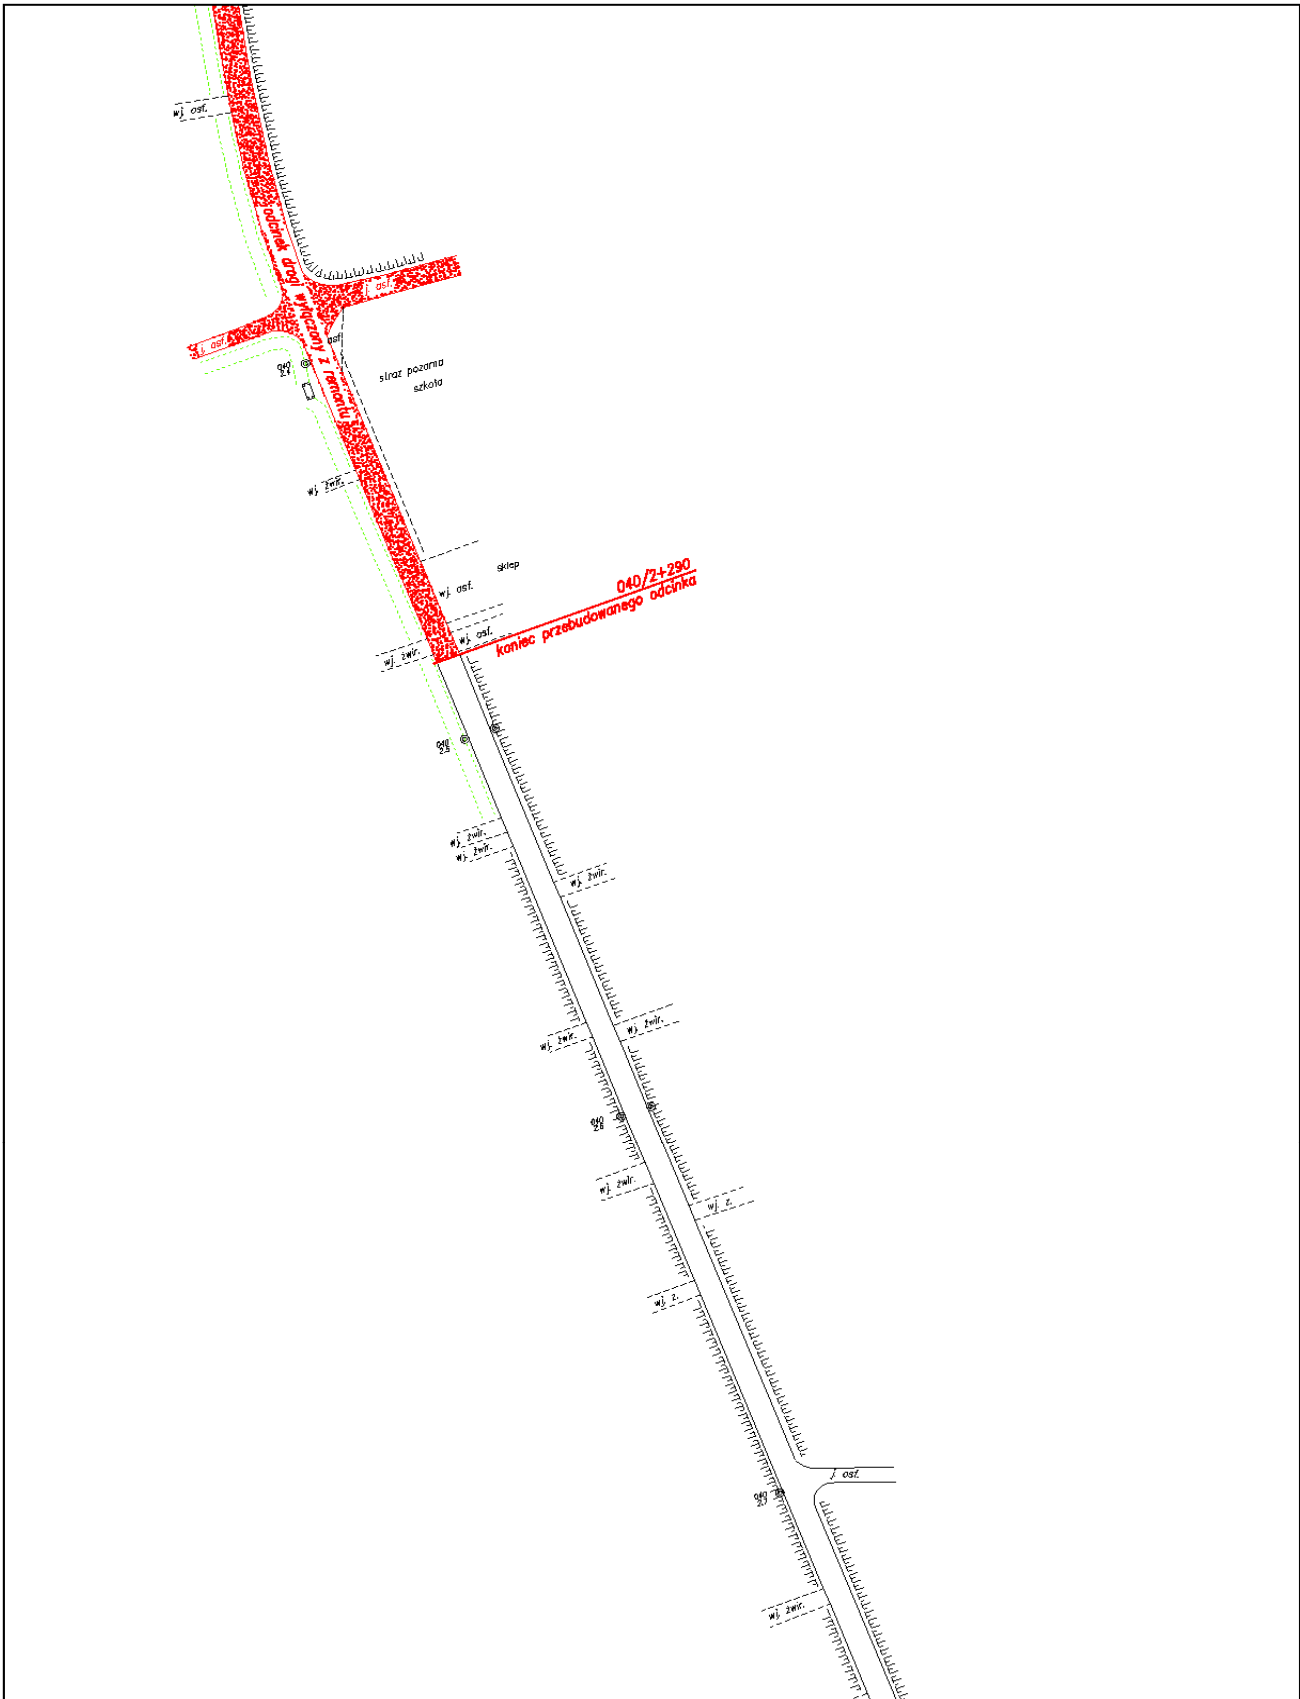 wj. asf.
odcinek drogi wyłączony z remontu
j. asf.
j. asf.
asf.
040
2.4
straz pozarna
szkoła
wj. żwir.
sklep
wj. asf.
040/2+290
koniec przebudowanego odcinka
wj. asf.
wj. żwir.
040
2.5
wj. żwir.
wj. żwir.
wj. żwir.
wj. żwir.
wj. żwir.
040
2.6
wj. żwir.
wj. z.
wj. z.
j. asf.
040
2.7
wj. żwir.